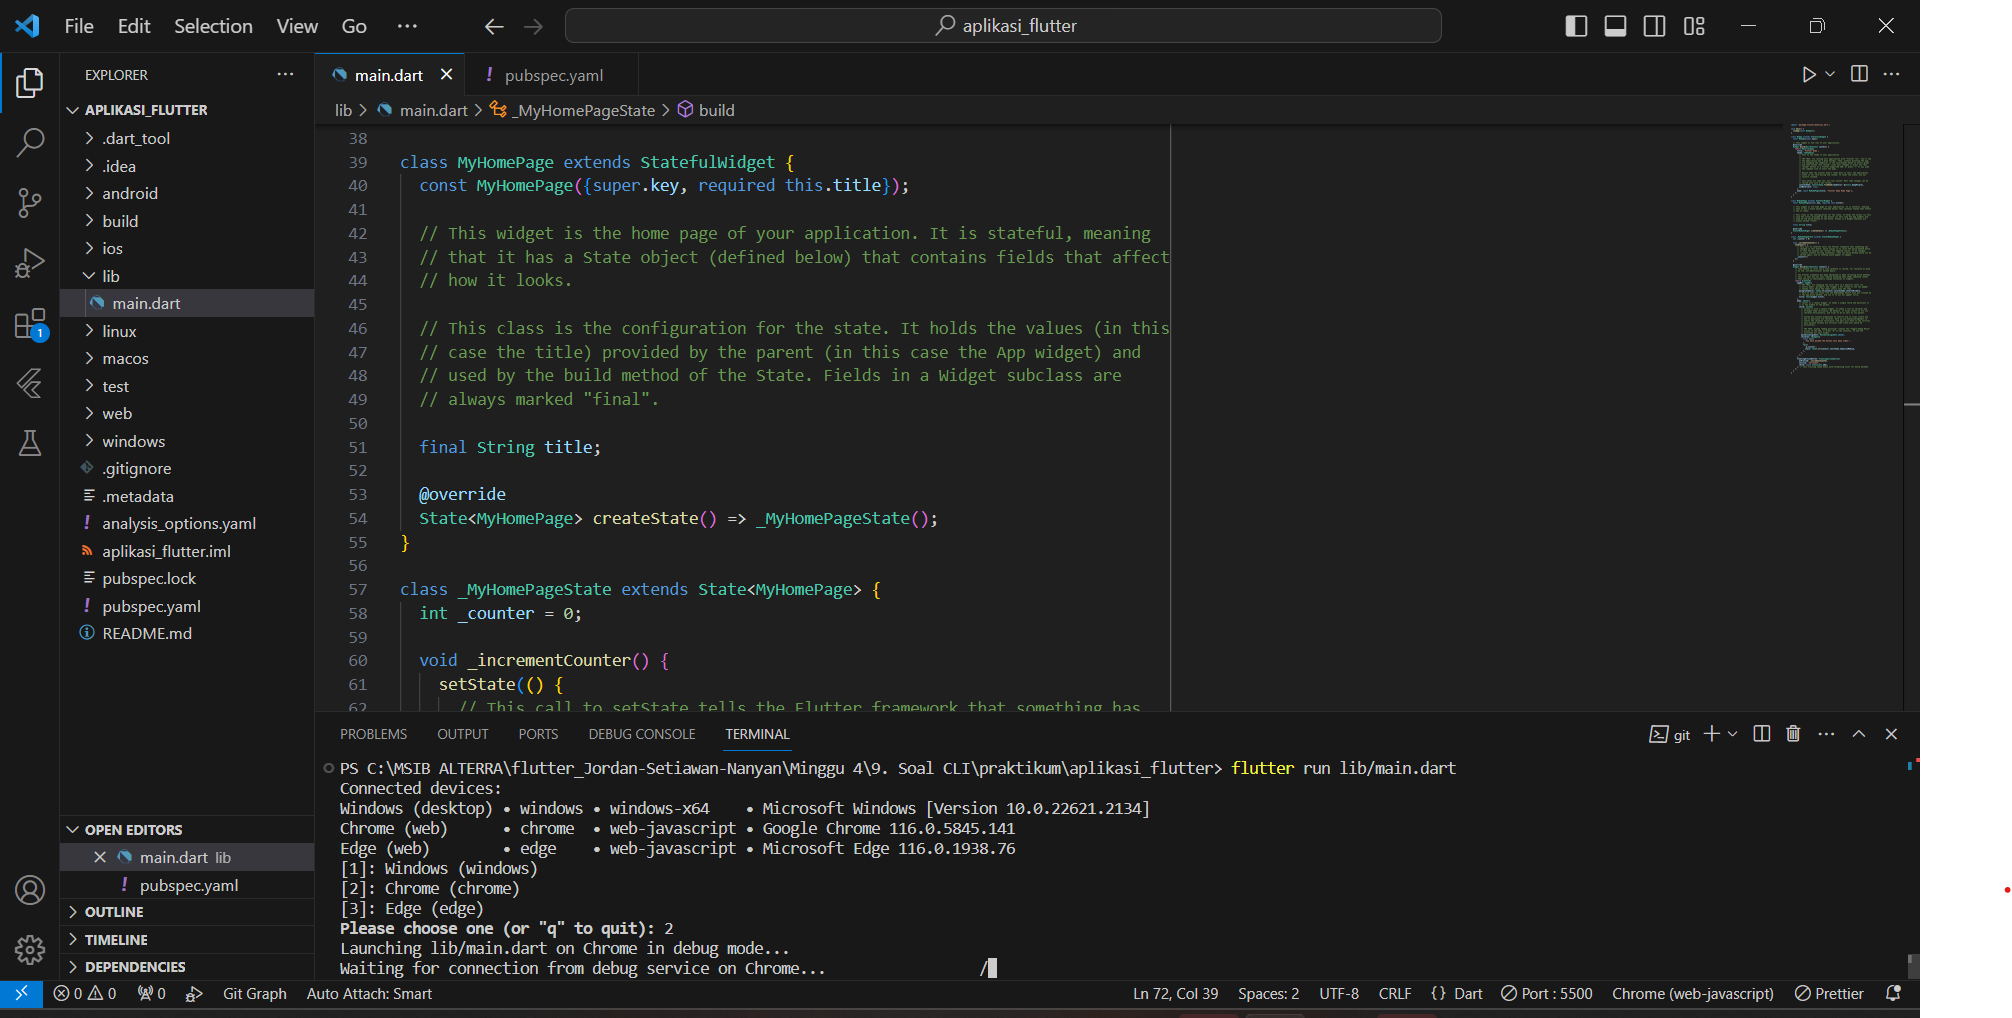 File Edit Selection View Go ··· aplikasi_flutter
EXPLORER ···
APLIKASI_FLUTTER
.dart_tool
.idea
android
build
ios
lib
main.dart
linux
macos
test
web
windows
.gitignore
.metadata
analysis_options.yaml
aplikasi_flutter.iml
pubspec.lock
pubspec.yaml
README.md
OPEN EDITORS
main.dart lib
pubspec.yaml
OUTLINE
TIMELINE
DEPENDENCIES
1
main.dart pubspec.yaml
lib > main.dart > _MyHomePageState > build
38
39 class MyHomePage extends StatefulWidget {
40 const MyHomePage({super.key, required this.title});
41
42 // This widget is the home page of your application. It is stateful, meaning
43 // that it has a State object (defined below) that contains fields that affect
44 // how it looks.
45
46 // This class is the configuration for the state. It holds the values (in this
47 // case the title) provided by the parent (in this case the App widget) and
48 // used by the build method of the State. Fields in a Widget subclass are
49 // always marked "final".
50
51 final String title;
52
53 @override
54 State<MyHomePage> createState() => _MyHomePageState();
55 }
56
57 class _MyHomePageState extends State<MyHomePage> {
58 int _counter = 0;
59
60 void _incrementCounter() {
61 setState(() {
62 // This call to setState tells the Flutter framework that something has
PROBLEMS OUTPUT PORTS DEBUG CONSOLE TERMINAL git
PS C:\MSIB ALTERRA\flutter_Jordan-Setiawan-Nanyan\Minggu 4\9. Soal CLI\praktikum\aplikasi_flutter> flutter run lib/main.dart
Connected devices:
Windows (desktop) • windows • windows-x64 • Microsoft Windows [Version 10.0.22621.2134]
Chrome (web) • chrome • web-javascript • Google Chrome 116.0.5845.141
Edge (web) • edge • web-javascript • Microsoft Edge 116.0.1938.76
[1]: Windows (windows)
[2]: Chrome (chrome)
[3]: Edge (edge)
Please choose one (or "q" to quit): 2
Launching lib/main.dart on Chrome in debug mode...
Waiting for connection from debug service on Chrome... /
0 0 0 Git Graph Auto Attach: Smart Ln 72, Col 39 Spaces: 2 UTF-8 CRLF {} Dart Port : 5500 Chrome (web-javascript) Prettier